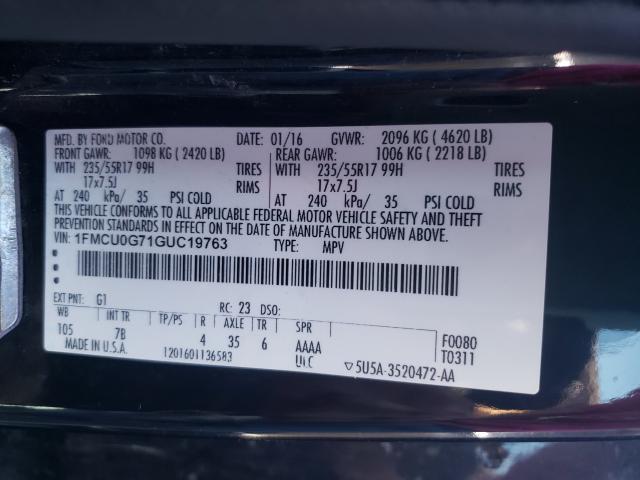 MFD. BY FORD MOTOR CO. DATE: 01/16 GVWR: 2096 KG ( 4620 LB)
FRONT GAWR: 1098 KG ( 2420 LB) REAR GAWR: 1006 KG ( 2218 LB)
WITH 235/55R17 99H TIRES WITH 235/55R17 99H TIRES
17x7.5J RIMS 17x7.5J RIMS
AT 240 kPa/ 35 PSI COLD AT 240 kPa/ 35 PSI COLD
THIS VEHICLE CONFORMS TO ALL APPLICABLE FEDERAL MOTOR VEHICLE SAFETY AND THEFT
PREVENTION STANDARDS IN EFFECT ON THE DATE OF MANUFACTURE SHOWN ABOVE.
VIN: 1FMCU0G71GUC19763 TYPE: MPV
EXT PNT: G1 RC: 23 DSO:
WB INT TR TP/PS R AXLE TR SPR F0080
105 7B 4 35 6 AAAA T0311
MADE IN U.S.A. 1201601136583 ULC ▽5U5A-3520472-AA